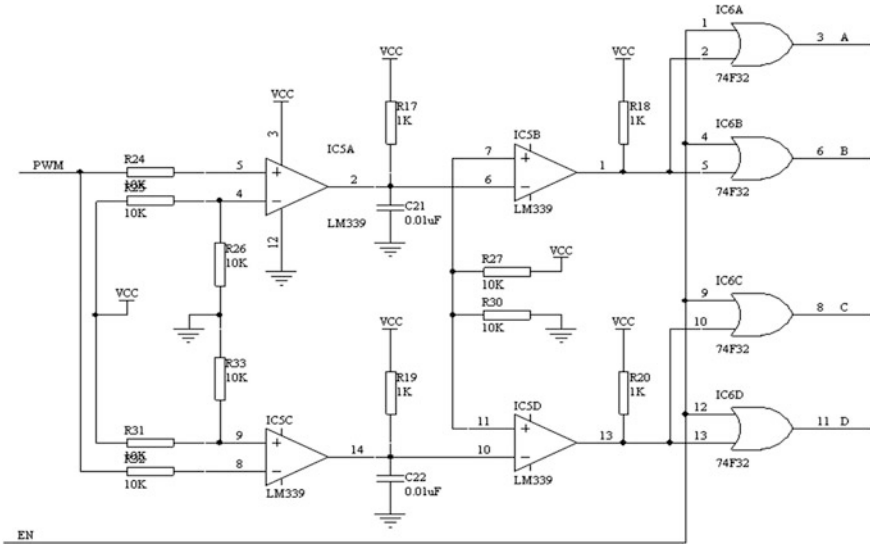 IC6A
1
3 A
2
VCC VCC
74F32
VCC
R17
1K
R18
1K
IC6B
3
IC5A
IC5B
4
PWM
R24
5
7
1
5
6 B
10K
R25
4
2
6
74F32
10K
C21
0.01uF
LM339
12
LM339
R26
10K
R27
VCC
10K
IC6C
VCC
9
R30
8 C
VCC
10K
VCC
10
R33
10K
74F32
R19
1K
R20
1K
IC6D
IC5C
IC5D
R31
9
11
12
11 D
10K
R32
8
14
10
13
13
10K
C22
0.01uF
74F32
LM339
LM339
EN